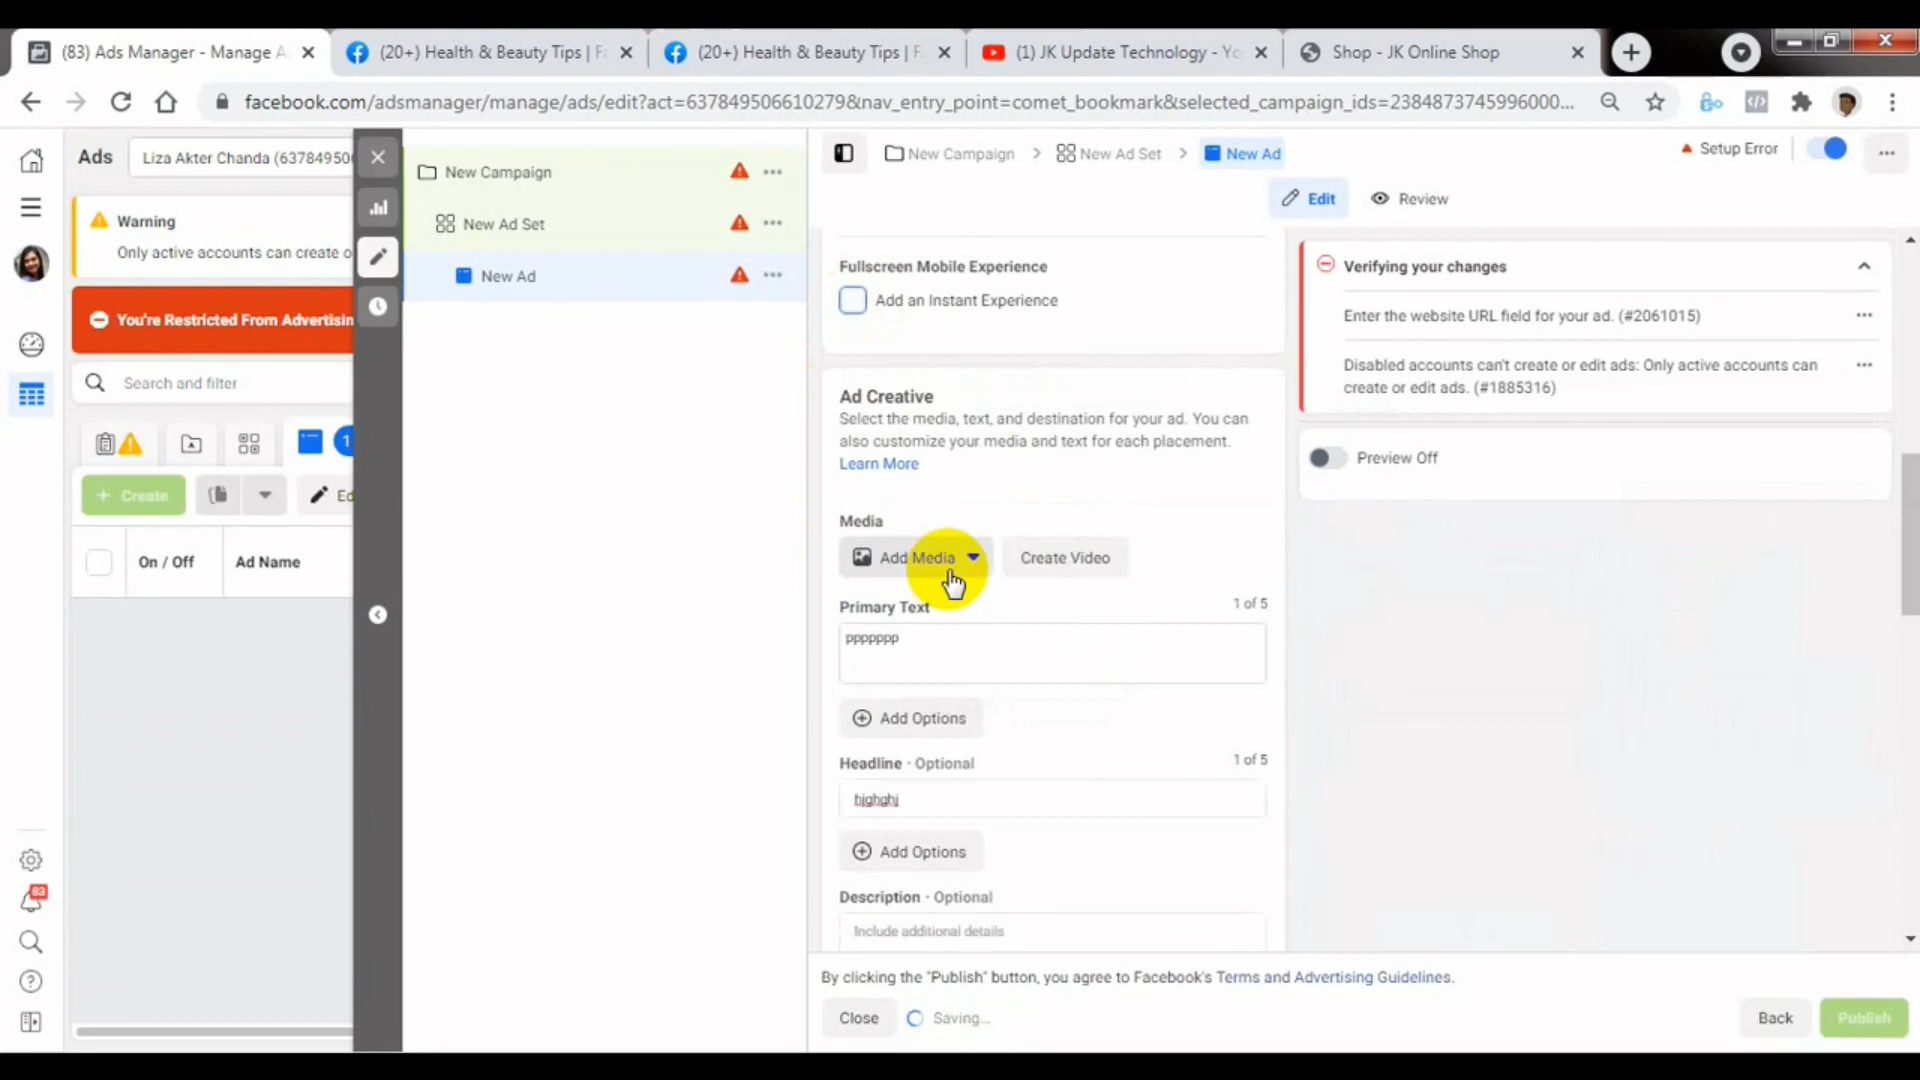 (83) Ads Manager - Manage A
(20+) Health & Beauty Tips | F
(20+) Health & Beauty Tips | F
(1) JK Update Technology - Yo
Shop - JK Online Shop
facebook.com/adsmanager/manage/ads/edit?act=637849506610279&nav_entry_point=comet_bookmark&selected_campaign_ids=2384873745996000...
Ads
Liza Akter Chanda (63784950
Warning
Only active accounts can create o
You're Restricted From Advertisin
Search and filter
1
+ Create
Ed
On / Off
Ad Name
83
New Campaign
New Ad Set
New Ad
New Campaign > New Ad Set > New Ad
Setup Error
Edit
Review
Fullscreen Mobile Experience
Add an Instant Experience
Ad Creative
Select the media, text, and destination for your ad. You can
also customize your media and text for each placement.
Learn More
Media
Add Media
Create Video
Primary Text
1 of 5
ppppppp
Add Options
Headline · Optional
1 of 5
hjghghj
Add Options
Description · Optional
Include additional details
Verifying your changes
Enter the website URL field for your ad. (#2061015)
Disabled accounts can't create or edit ads: Only active accounts can
create or edit ads. (#1885316)
Preview Off
By clicking the "Publish" button, you agree to Facebook's Terms and Advertising Guidelines.
Close
Saving...
Back
Publish